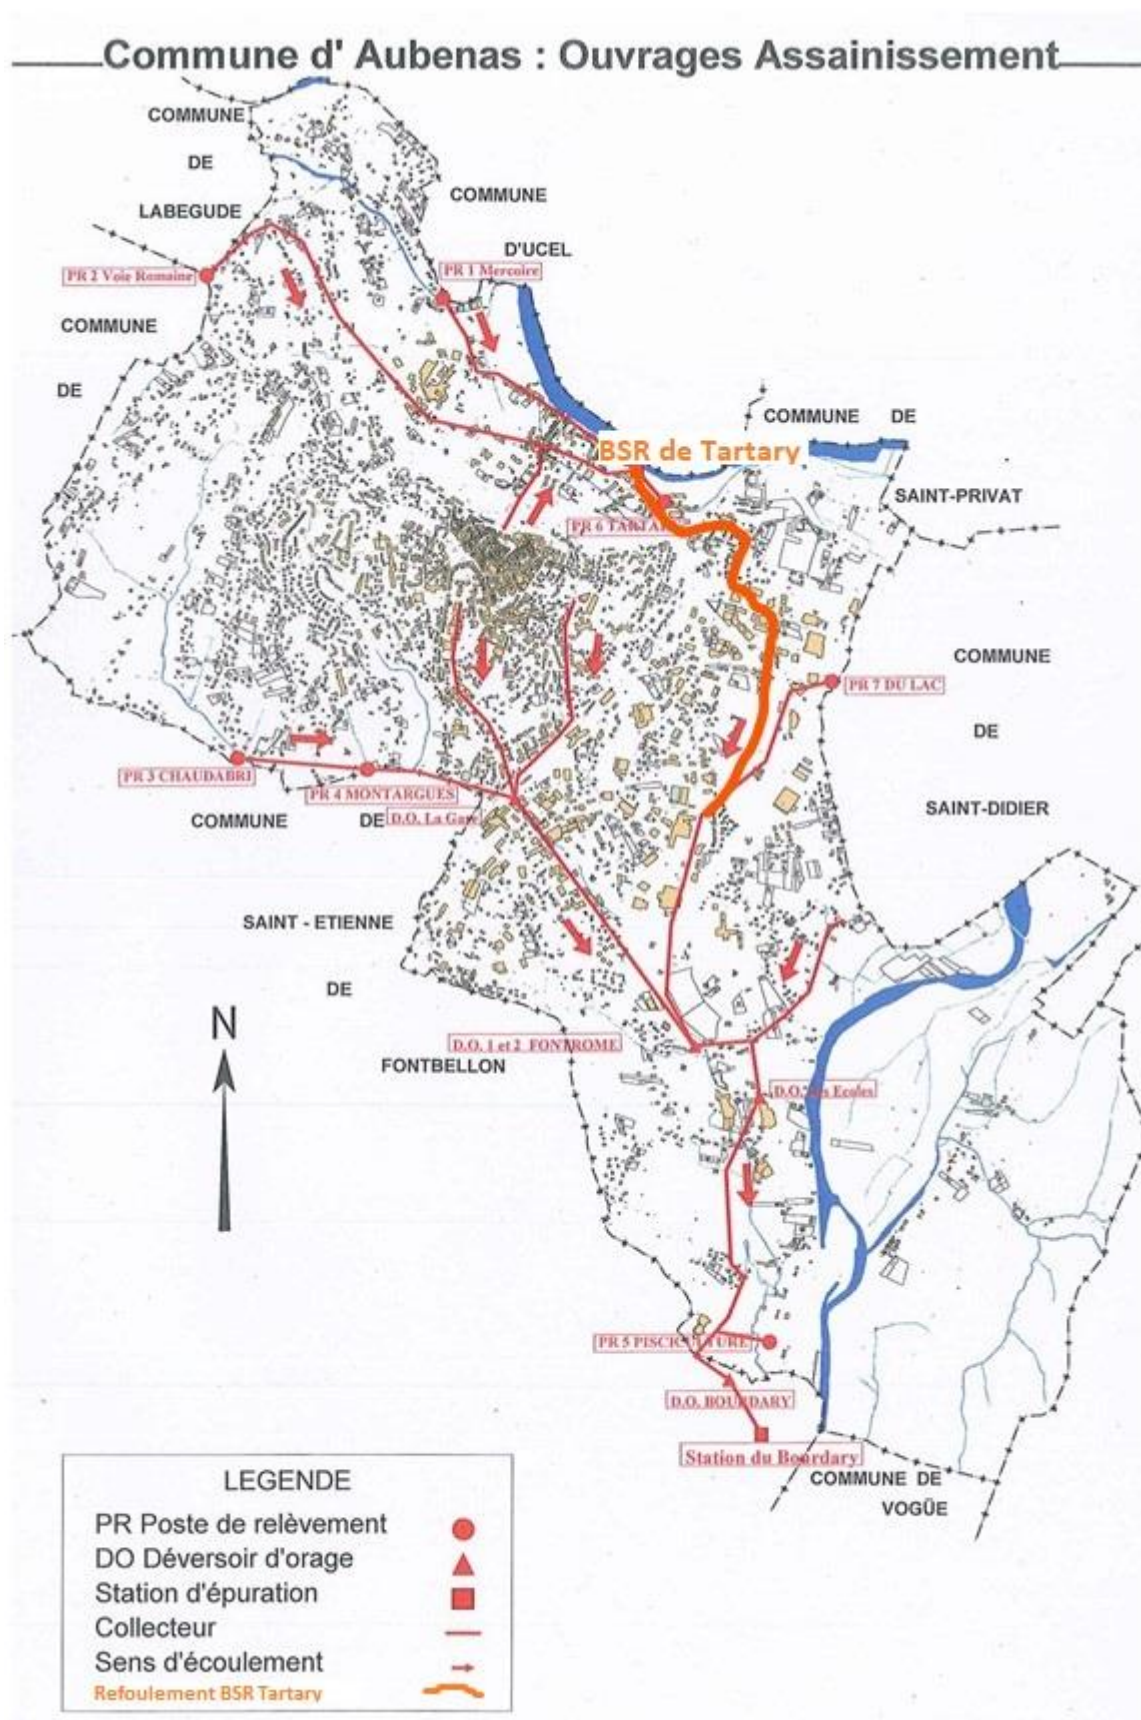 Commune d' Aubenas : Ouvrages Assainissement
COMMUNE
DE
LABEGUDE
COMMUNE
D'UCEL
PR 2 Voie Romaine
PR 1 Mercoire
COMMUNE
DE
COMMUNE DE
BSR de Tartary
SAINT-PRIVAT
PR 6
COMMUNE
DE
SAINT-DIDIER
PR 7 DU LAC
PR 3 CHAUDABRI
PR 4 MONTARGUES
D.O. La Gare
COMMUNE DE
SAINT - ETIENNE
DE
FONTBELLON
N
D.O. 1 et 2 FONTROME
D.O. Les Ecoles
PR 5 PISCICULTURE
D.O. BOURDARY
Station du Bourdary
COMMUNE DE
VOGÜE
LEGENDE
PR Poste de relèvement
DO Déversoir d'orage
Station d'épuration
Collecteur
Sens d'écoulement
Refoulement BSR Tartary